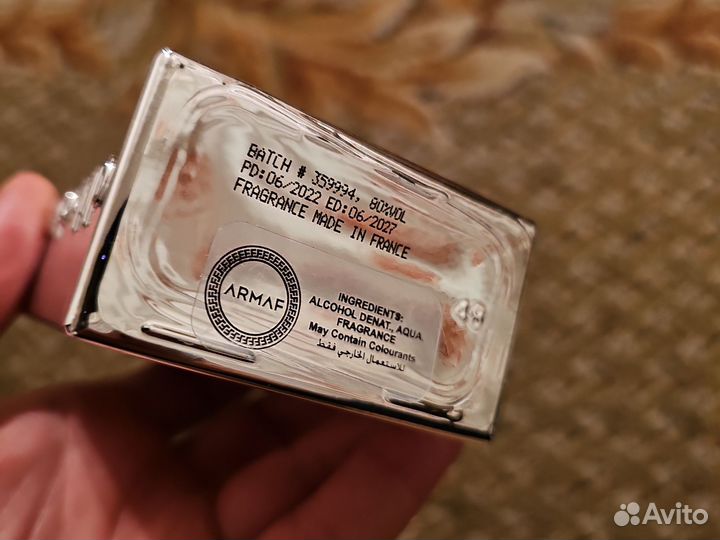 BATCH # 359994, 80%VOL
PD:06/2022 ED:06/2027
FRAGRANCE MADE IN FRANCE
ARMAF
INGREDIENTS:
ALCOHOL DENAT., AQUA,
FRAGRANCE
May Contain Colourants
للاستعمال الخارجي فقط
Avito